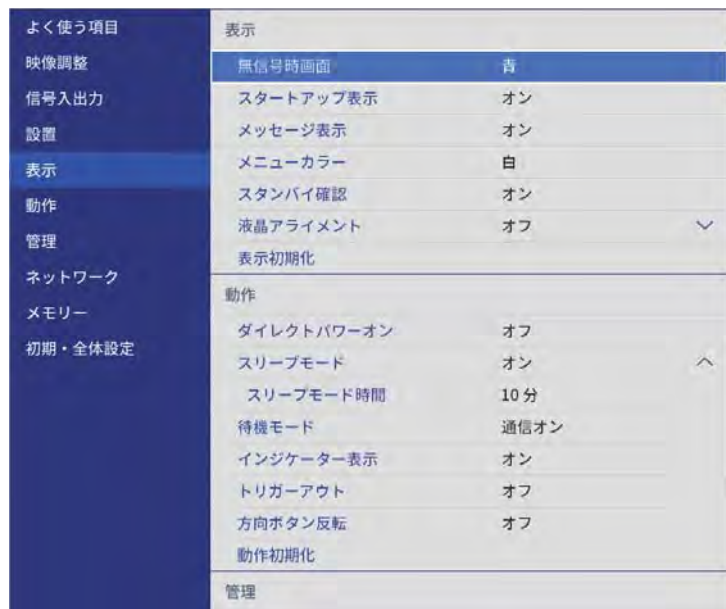 よく使う項目
映像調整
信号入出力
設置
表示
動作
管理
ネットワーク
メモリー
初期・全体設定
表示
無信号時画面 青
スタートアップ表示 オン
メッセージ表示 オン
メニューカラー 白
スタンバイ確認 オン
液晶アライメント オフ
表示初期化
動作
ダイレクトパワーオン オフ
スリープモード オン
スリープモード時間 10 分
待機モード 通信オン
インジケーター表示 オン
トリガーアウト オフ
方向ボタン反転 オフ
動作初期化
管理